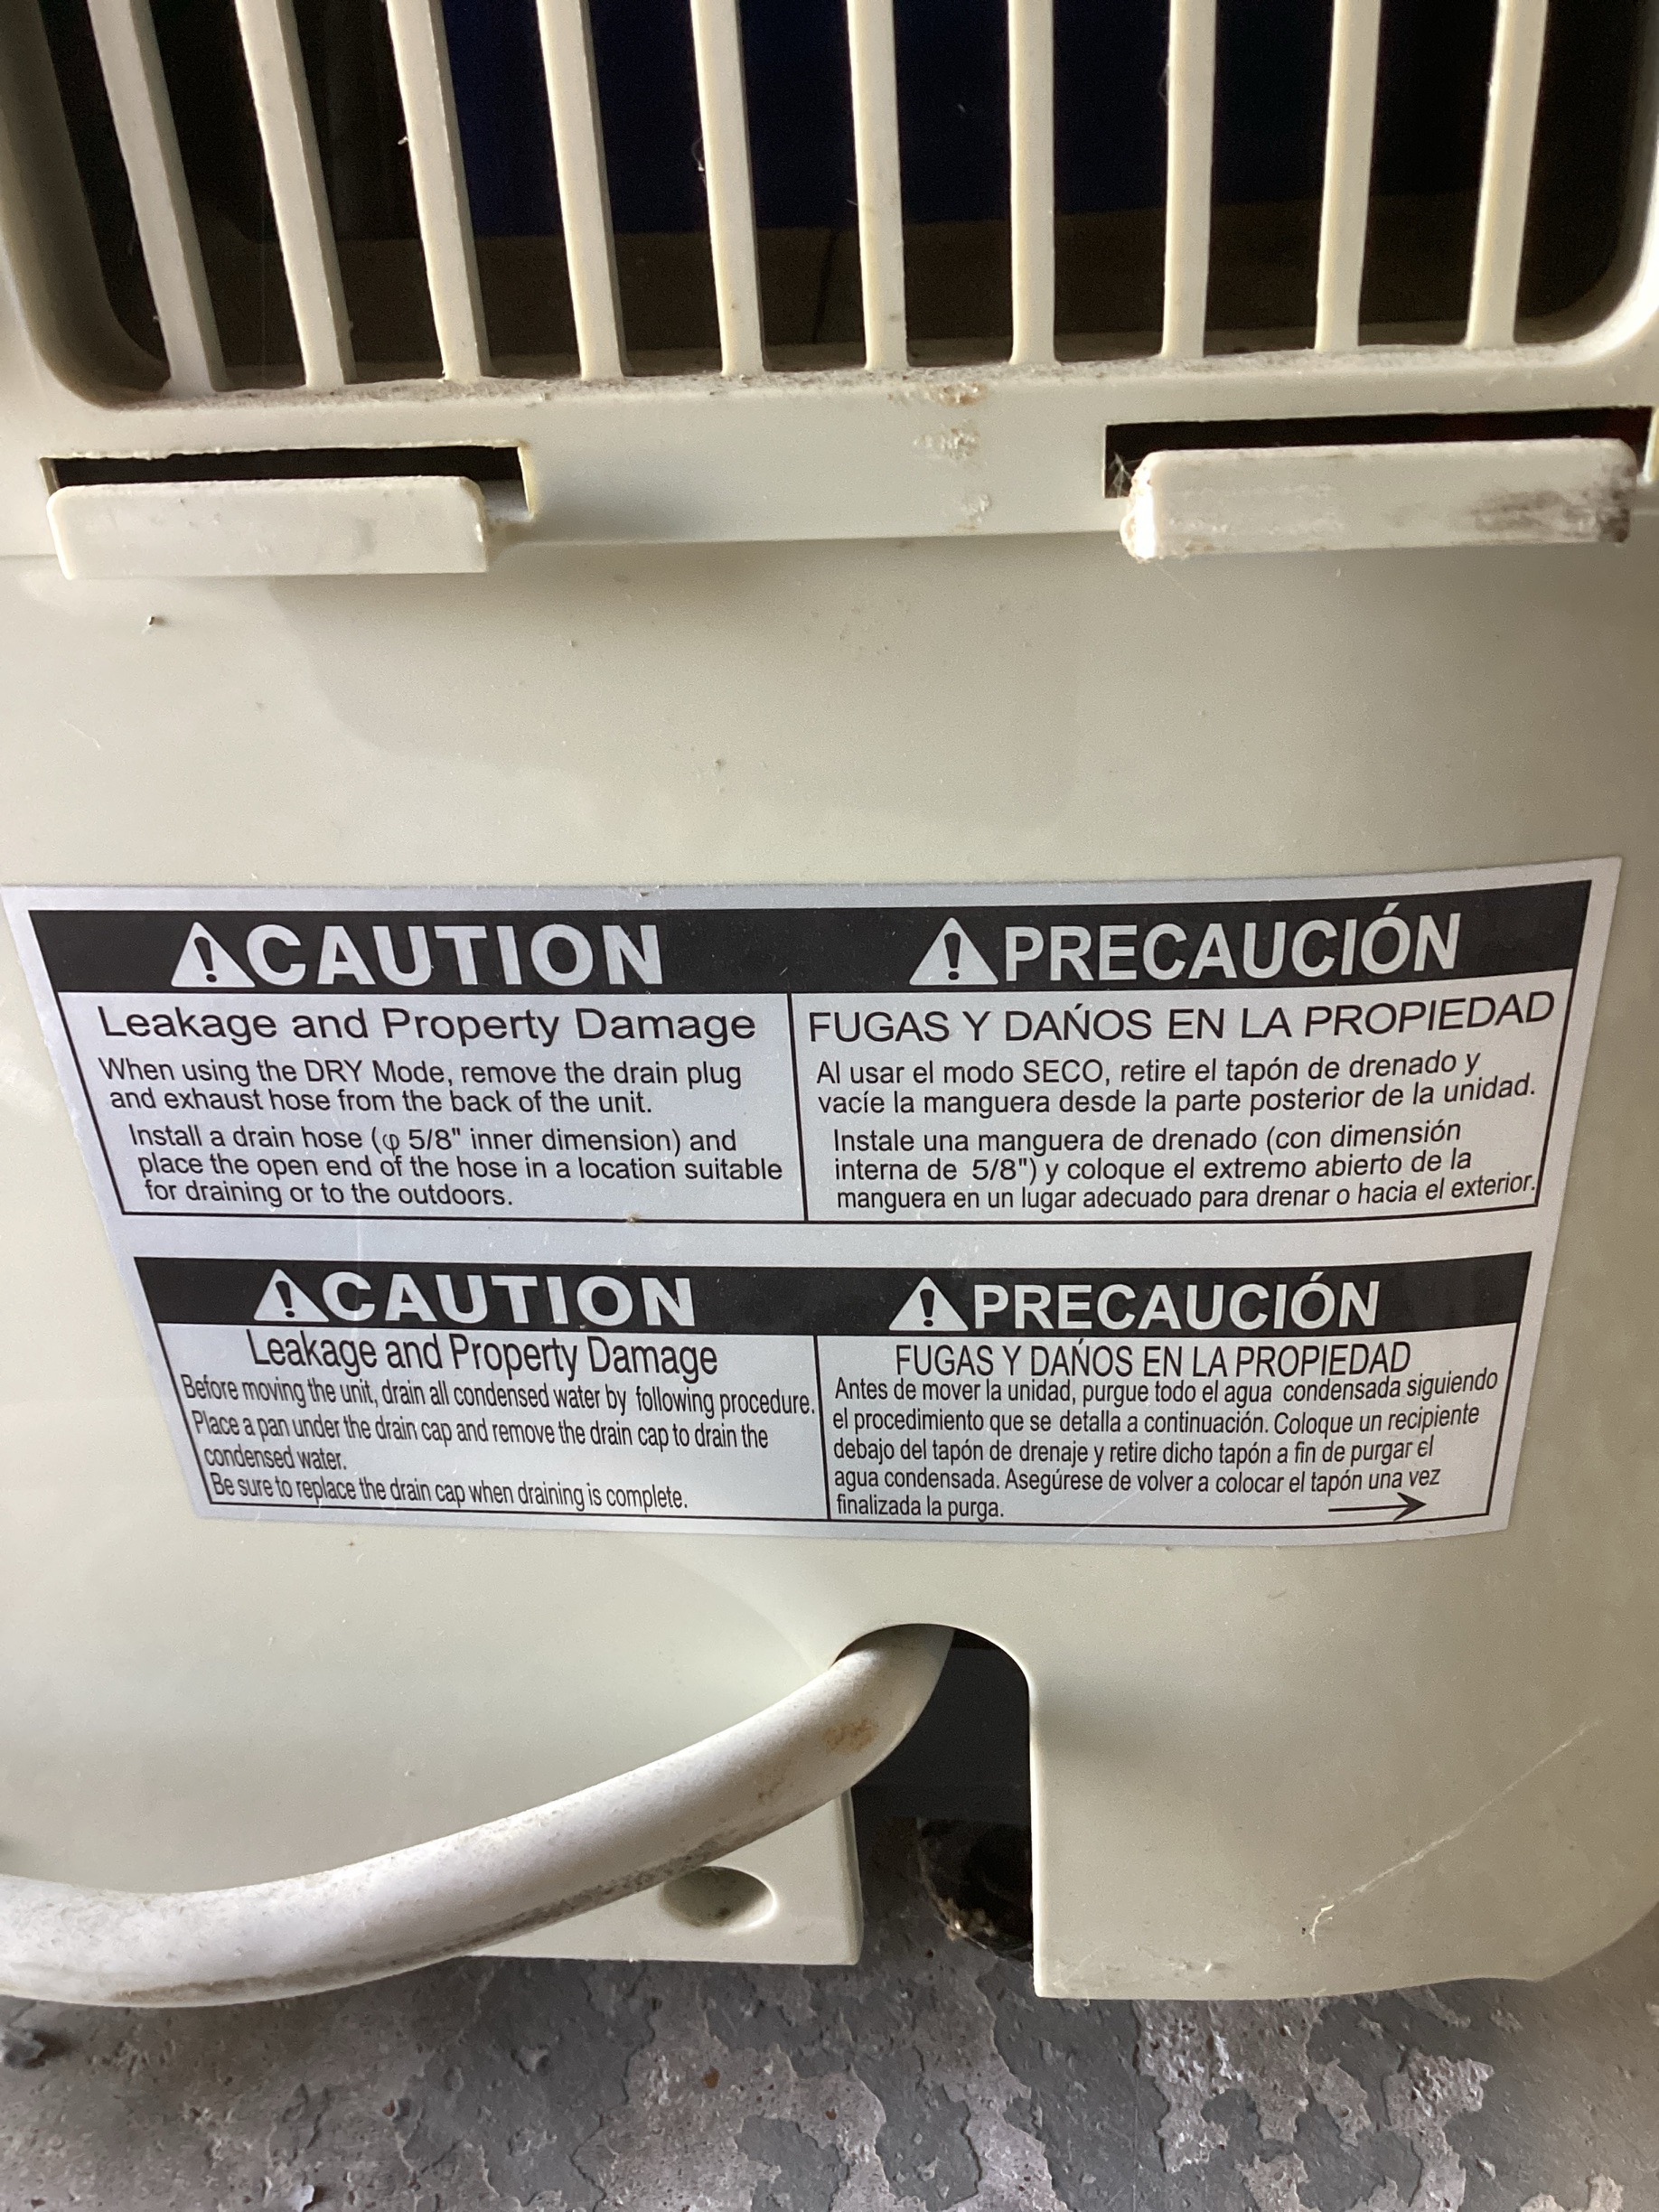 CAUTION
Leakage and Property Damage
When using the DRY Mode, remove the drain plug
and exhaust hose from the back of the unit.
Install a drain hose (φ 5/8" inner dimension) and
place the open end of the hose in a location suitable
for draining or to the outdoors.
PRECAUCIÓN
FUGAS Y DAŃOS EN LA PROPIEDAD
Al usar el modo SECO, retire el tapón de drenado y
vacíe la manguera desde la parte posterior de la unidad.
Instale una manguera de drenado (con dimensión
interna de 5/8") y coloque el extremo abierto de la
manguera en un lugar adecuado para drenar o hacia el exterior.
CAUTION
Leakage and Property Damage
Before moving the unit, drain all condensed water by following procedure.
Place a pan under the drain cap and remove the drain cap to drain the
condensed water.
Be sure to replace the drain cap when draining is complete.
PRECAUCIÓN
FUGAS Y DAŃOS EN LA PROPIEDAD
Antes de mover la unidad, purgue todo el agua condensada siguiendo
el procedimiento que se detalla a continuación. Coloque un recipiente
debajo del tapón de drenaje y retire dicho tapón a fin de purgar el
agua condensada. Asegúrese de volver a colocar el tapón una vez
finalizada la purga.